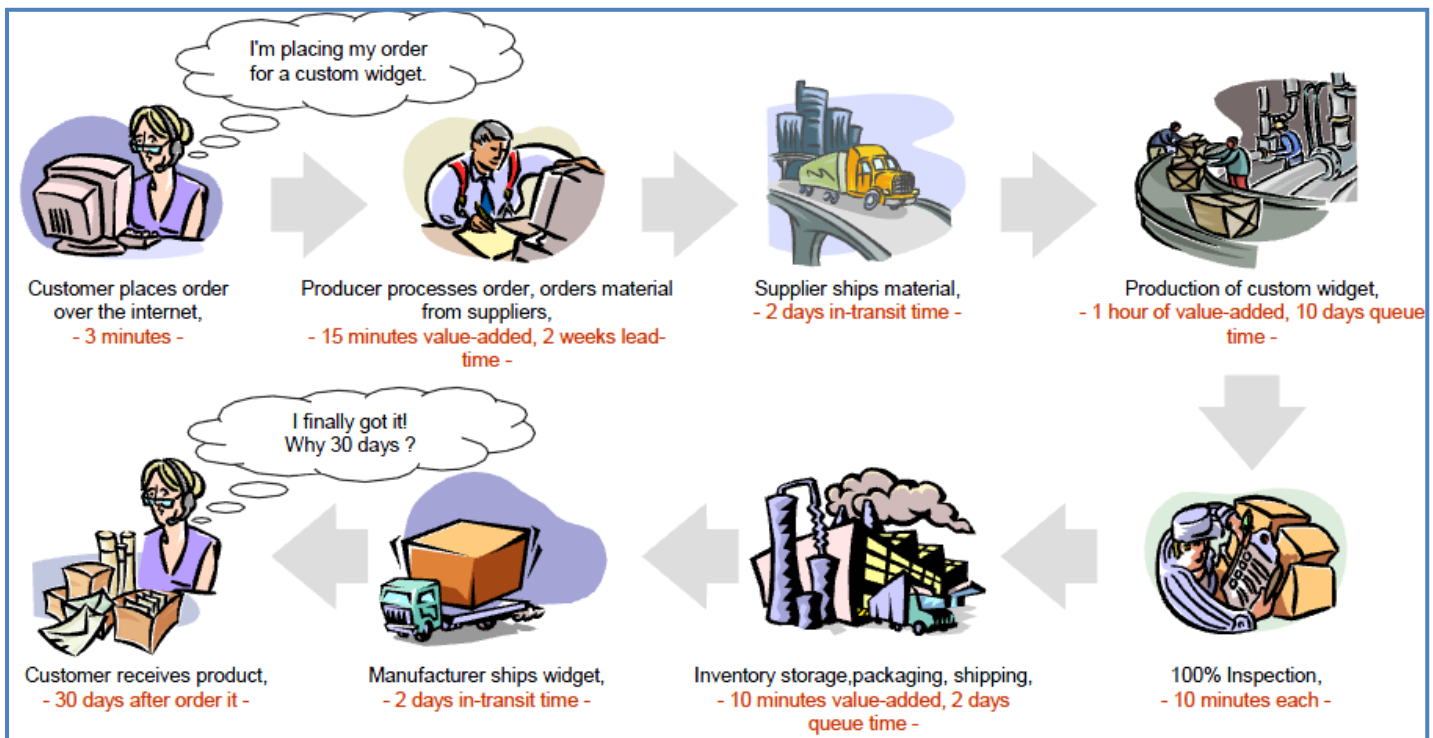 I'm placing my order
for a custom widget.
Customer places order
over the internet,
- 3 minutes -
Producer processes order, orders material
from suppliers,
- 15 minutes value-added, 2 weeks lead-
time -
Supplier ships material,
- 2 days in-transit time -
Production of custom widget,
- 1 hour of value-added, 10 days queue
time -
I finally got it!
Why 30 days ?
Customer receives product,
- 30 days after order it -
Manufacturer ships widget,
- 2 days in-transit time -
Inventory storage,packaging, shipping,
- 10 minutes value-added, 2 days
queue time -
100% Inspection,
- 10 minutes each -